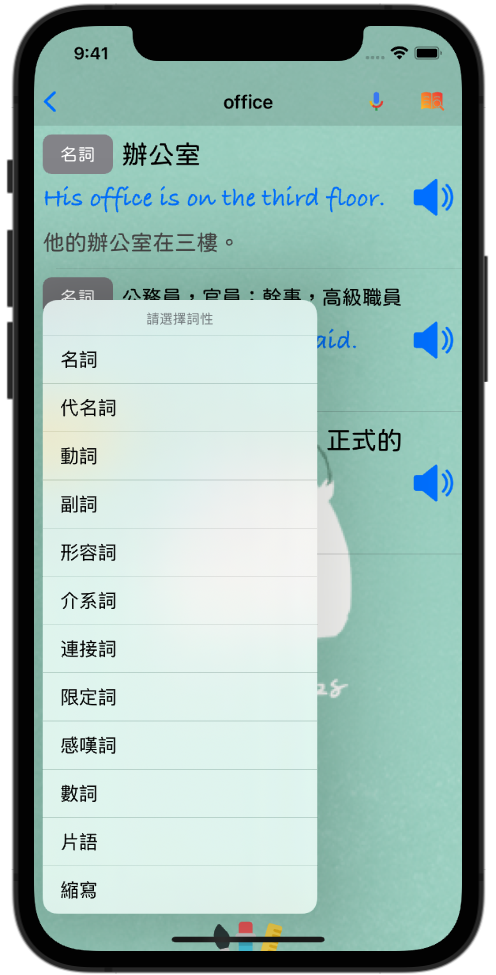 9:41
office
名詞 辦公室
His office is on the third floor.
他的辦公室在三樓。
名詞 公務員，官員；幹事，高級職員
aid.
正式的
請選擇詞性
名詞
代名詞
動詞
副詞
形容詞
介系詞
連接詞
限定詞
感嘆詞
數詞
片語
縮寫